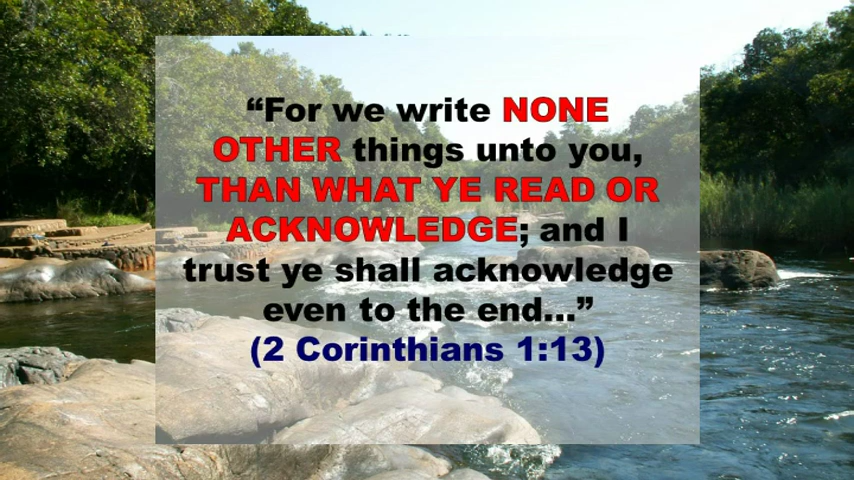 “For we write NONE
OTHER things unto you,
THAN WHAT YE READ OR
ACKNOWLEDGE; and I
trust ye shall acknowledge
even to the end...”
(2 Corinthians 1:13)